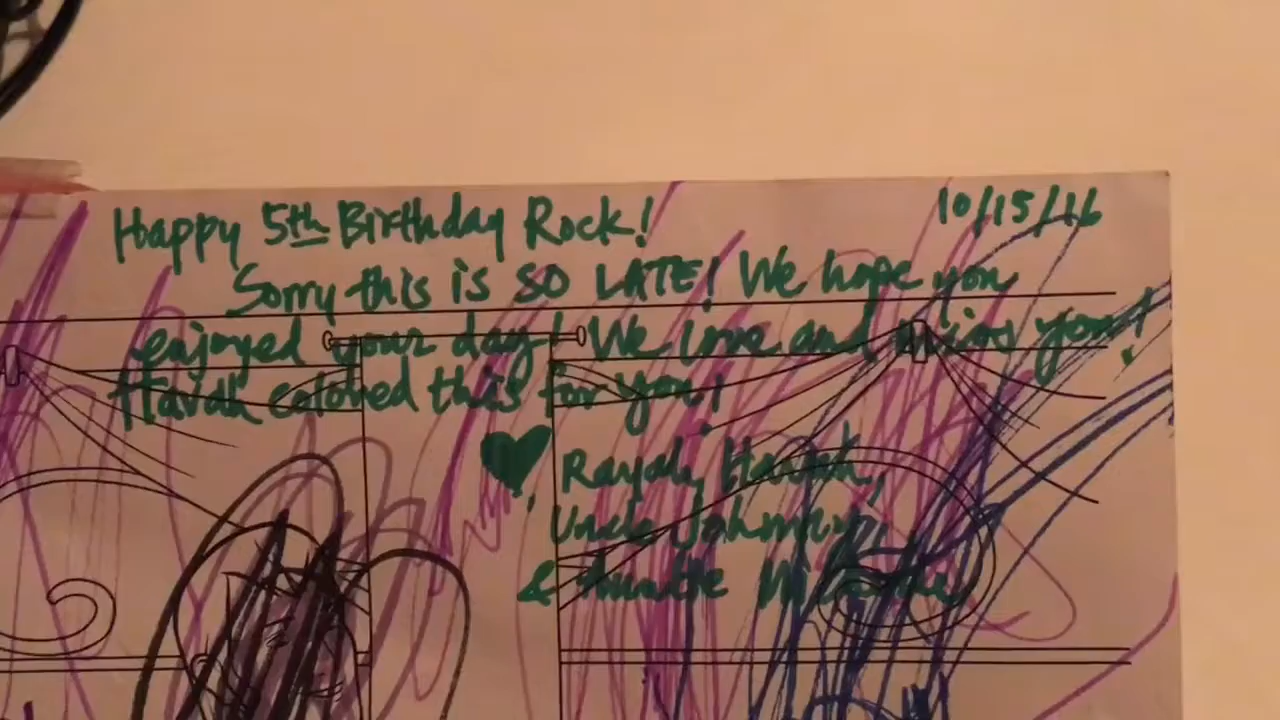 Happy 5th Birthday Rock! 10/15/16
Sorry this is SO LATE! We hope you
enjoyed your day! We love and miss you!
Havah colored this for you!
Rayah, Havah,
Uncle Johnny,
& Auntie